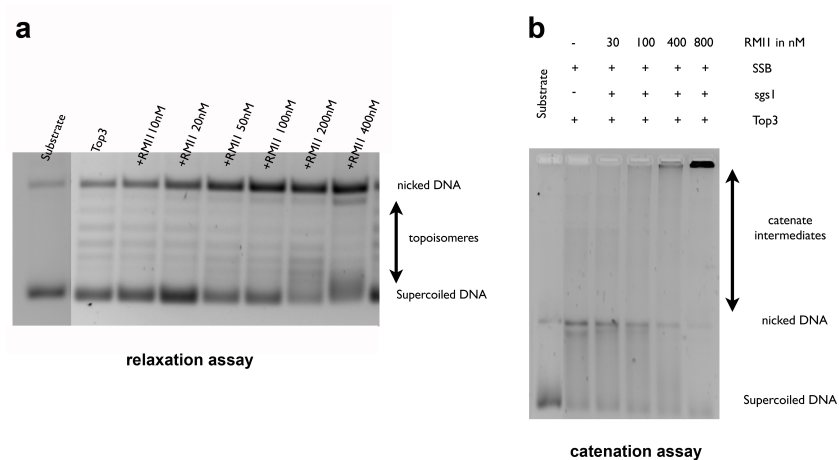 a
Substrate
Top3
+RMI1 10nM
+RMI1 20nM
+RMI1 50nM
+RMI1 100nM
+RMI1 200nM
+RMI1 400nM
nicked DNA
topoisomeres
Supercoiled DNA
relaxation assay
b
Substrate
- 30 100 400 800 RMI1 in nM
+ + + + + SSB
- + + + + sgs1
+ + + + + Top3
catenate
intermediates
nicked DNA
Supercoiled DNA
catenation assay